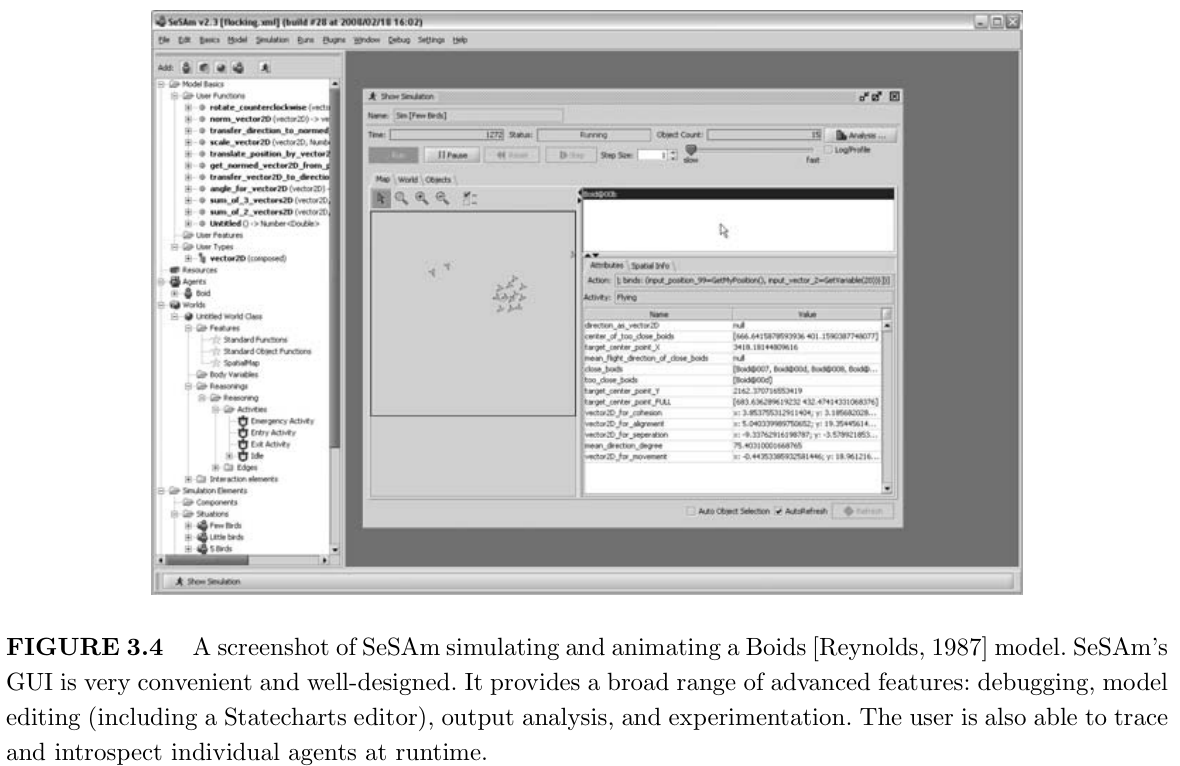 SeSAm v2.3 [flocking.xml] (build #28 at 2008/02/18 16:02)
File Edit Basics Model Simulation Runs Plugins Window Debug Settings Help
Add:
Model Basics
User Functions
rotate_counterclockwise (vecto
norm_vector2D (vector2D) -> ve
transfer_direction_to_normed_
scale_vector2D (vector2D, Numbe
translate_position_by_vector2
get_normed_vector2D_from_p
transfer_vector2D_to_directio
angle_for_vector2D (vector2D) -
sum_of_3_vectors2D (vector2D,
sum_of_2_vectors2D (vector2D,
Untitled () -> Number<Double>
User Features
User Types
vector2D (composed)
Resources
Agents
Boid
Worlds
Untitled World Class
Features
Standard Functions
Standard Object Functions
SpatialMap
Body Variables
Reasonings
Reasoning
Activities
Emergency Activity
Entry Activity
Exit Activity
Idle
Edges
Interaction elements
Simulation Elements
Components
Situations
Few Birds
Little birds
5 Birds
Show Simulation
Name: Sim [Few Birds]
Time: 1272 Status: Running Object Count: 15 Analysis ...
Run Pause Reset Step Step Size: 1 slow fast Log/Profile
Map World Objects
Boid@00b
Attributes Spatial Info
Action: ); binds: (input_position_99=GetMyPosition(), input_vector_2=GetVariable(20))) ])]
Activity: Flying
Name Value
direction_as_vector2D null
center_of_too_close_boids [666.6415879593936 401.1590387748077]
target_center_point_X 3418.18144809616
mean_flight_direction_of_close_boids null
close_boids [Boid@007, Boid@00d, Boid@008, Boid@...
too_close_boids [Boid@00d]
target_center_point_Y 2162.370716553419
target_center_point_FULL [683.636289619232 432.47414331068376]
vector2D_for_cohesion x: 3.853755312911404; y: 3.185682028...
vector2D_for_alignment x: 5.040339989750652; y: 19.35445614...
vector2D_for_seperation x: -9.33762916198787; y: -3.578921853...
mean_direction_degree 75.40310001668765
vector2D_for_movement x: -0.44353385932581446; y: 18.961216...
Auto Object Selection AutoRefresh Refresh
Show Simulation
FIGURE 3.4 A screenshot of SeSAm simulating and animating a Boids [Reynolds, 1987] model. SeSAm's
GUI is very convenient and well-designed. It provides a broad range of advanced features: debugging, model
editing (including a Statecharts editor), output analysis, and experimentation. The user is also able to trace
and introspect individual agents at runtime.